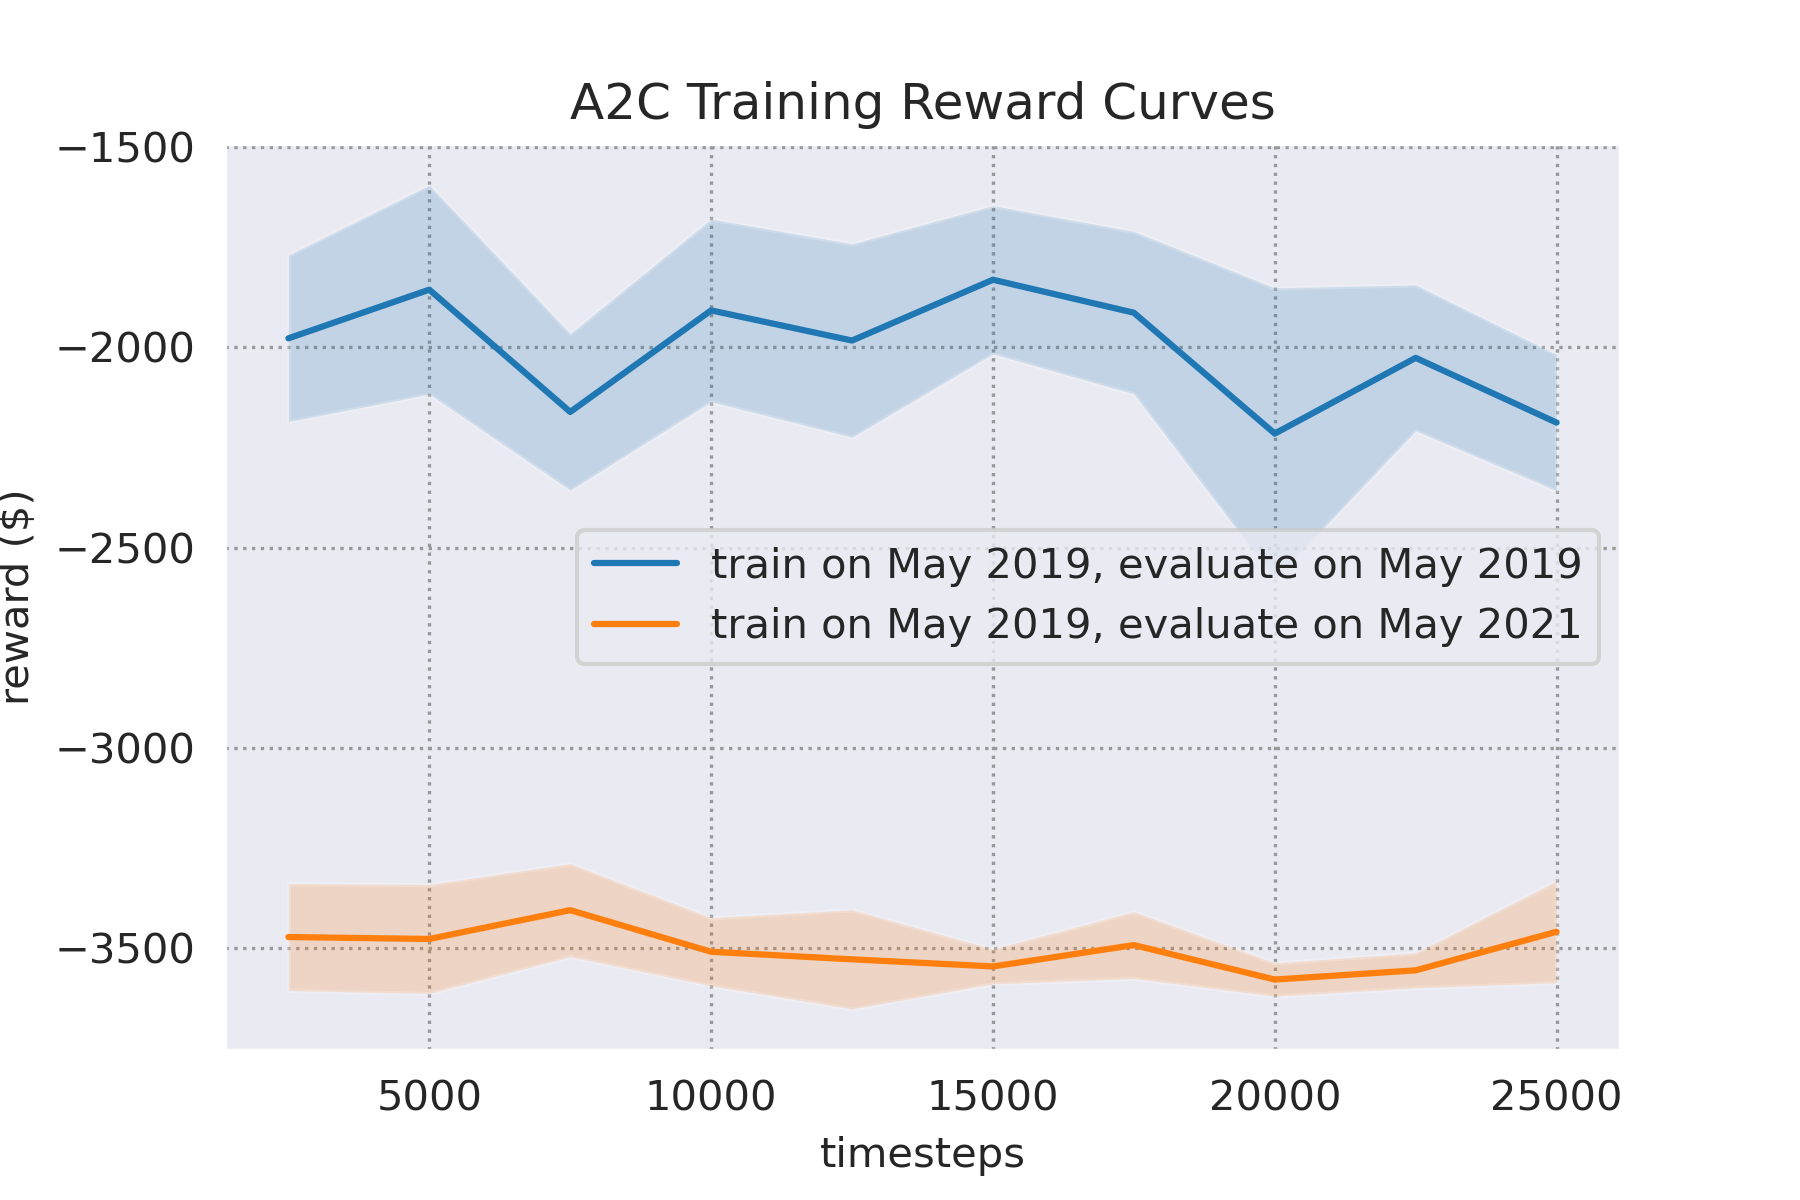 A2C Training Reward Curves
−1500
−2000
−2500
−3000
−3500
reward ($)
train on May 2019, evaluate on May 2019
train on May 2019, evaluate on May 2021
5000 10000 15000 20000 25000
timesteps